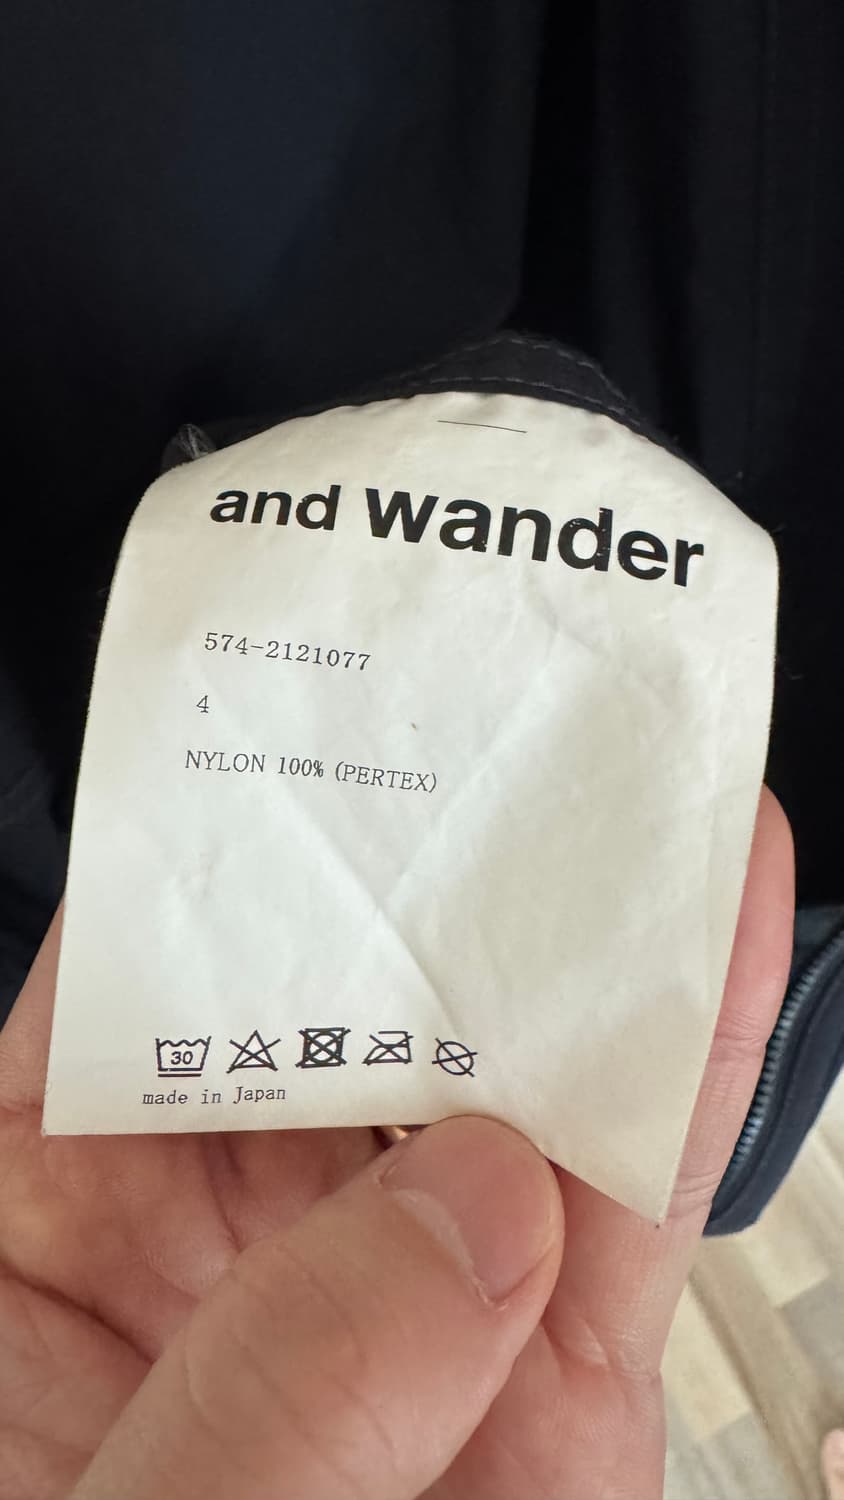 and wander
574-2121077
4
NYLON 100% (PERTEX)
30
made in Japan